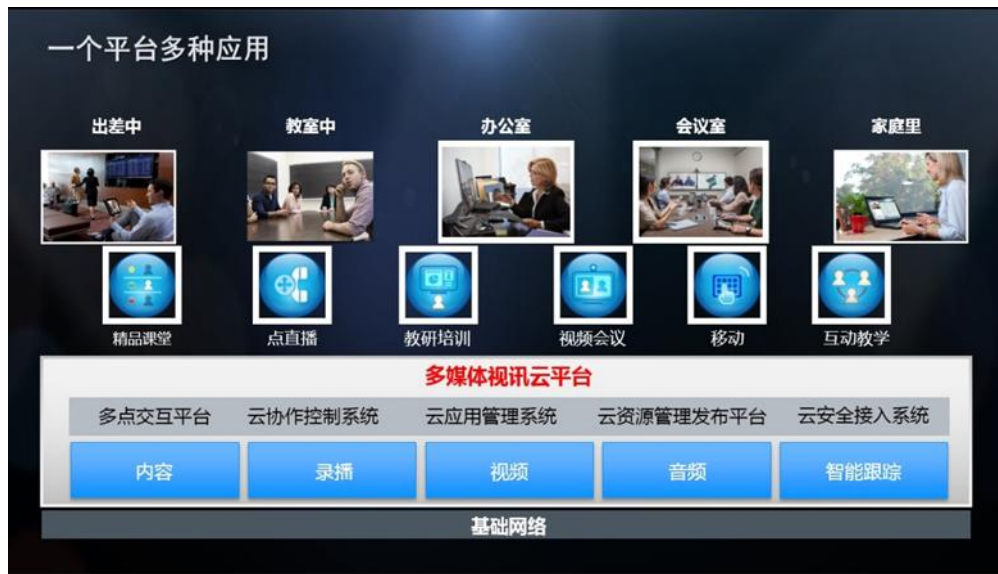 一个平台多种应用
出差中 教室中 办公室 会议室 家庭里
精品课堂 点直播 教研培训 视频会议 移动 互动教学
多媒体视讯云平台
多点交互平台 云协作控制系统 云应用管理系统 云资源管理发布平台 云安全接入系统
内容 录播 视频 音频 智能跟踪
基础网络